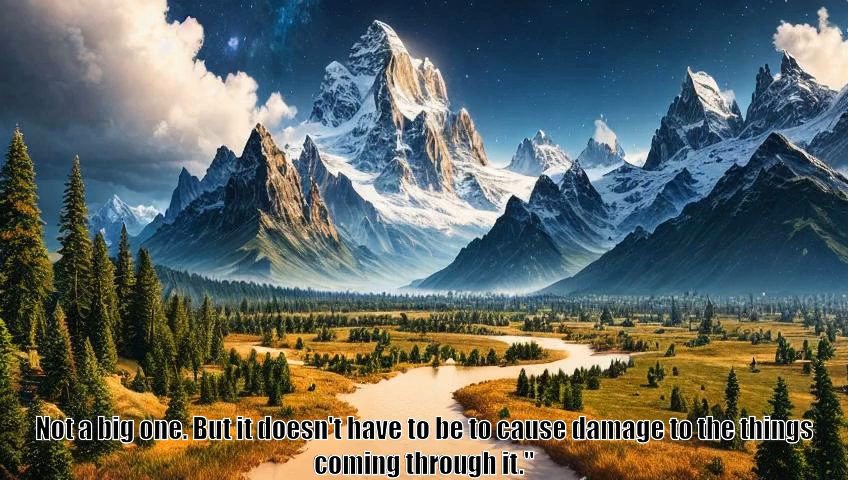 Not a big one. But it doesn't have to be to cause damage to the things
coming through it."